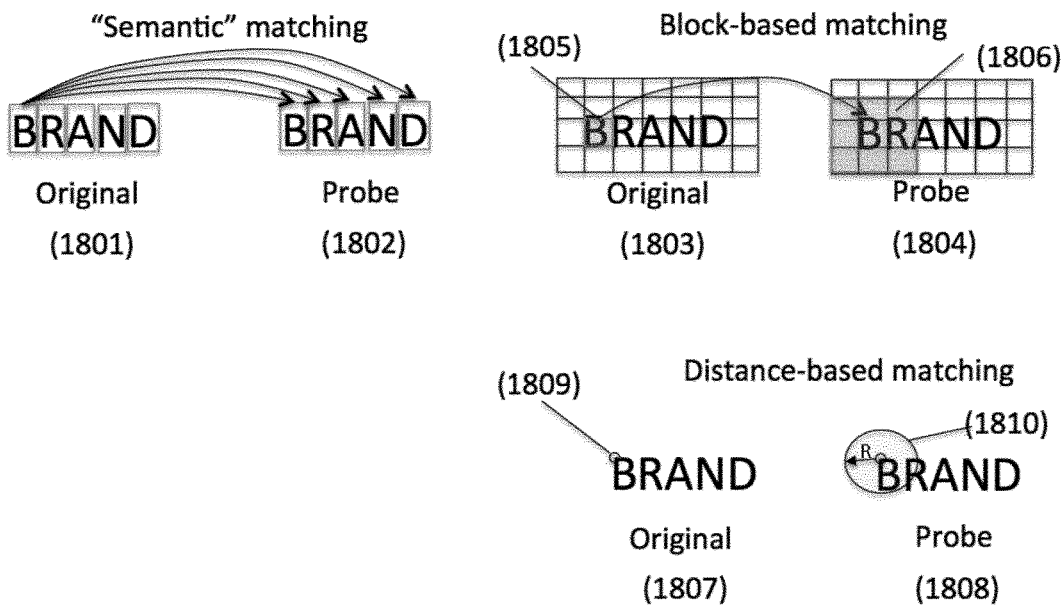 “Semantic” matching
BRAND
BRAND
Original
Probe
(1801)
(1802)
Block-based matching
(1805)
(1806)
BRAND
BRAND
Original
Probe
(1803)
(1804)
Distance-based matching
(1809)
(1810)
BRAND
R
BRAND
Original
Probe
(1807)
(1808)